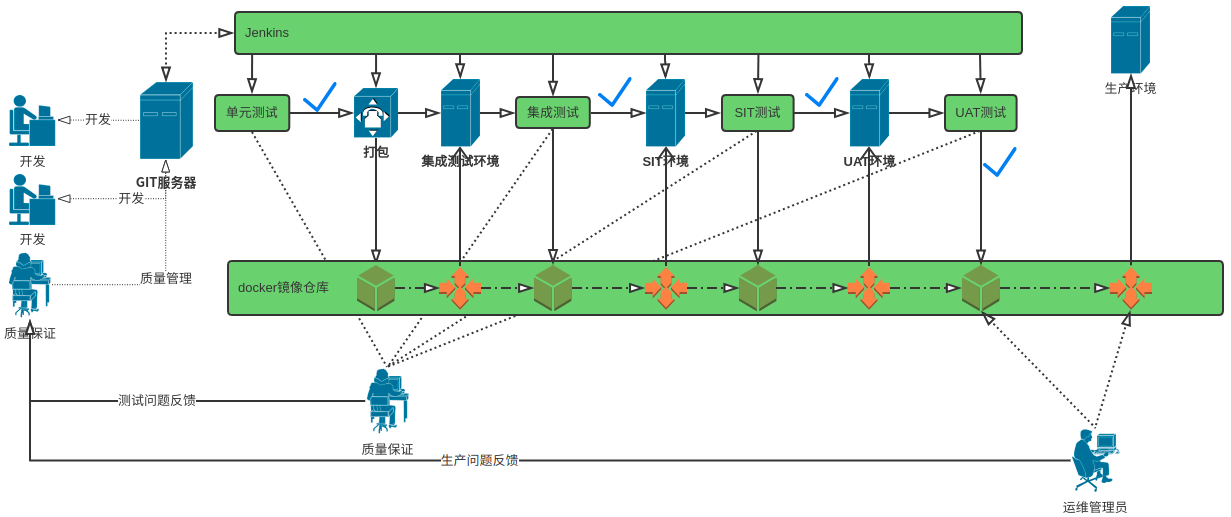 Jenkins
生产环境
单元测试
集成测试
SIT测试
UAT测试
开发
开发
打包
集成测试环境
SIT环境
UAT环境
GIT服务器
开发
开发
质量管理
docker镜像仓库
质量保证
测试问题反馈
质量保证
生产问题反馈
运维管理员